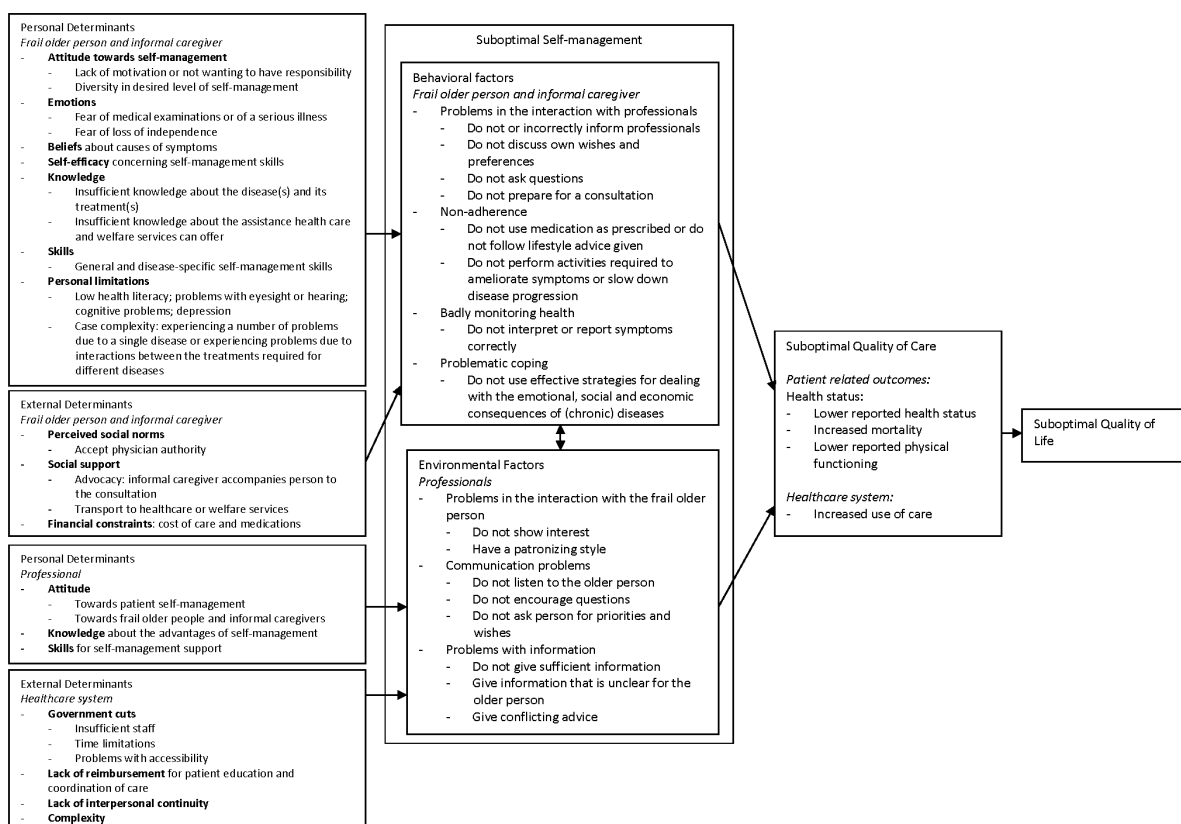 Personal Determinants
Frail older person and informal caregiver
- Attitude towards self-management
- Lack of motivation or not wanting to have responsibility
- Diversity in desired level of self-management
- Emotions
- Fear of medical examinations or of a serious illness
- Fear of loss of independence
- Beliefs about causes of symptoms
- Self-efficacy concerning self-management skills
- Knowledge
- Insufficient knowledge about the disease(s) and its
treatment(s)
- Insufficient knowledge about the assistance health care
and welfare services can offer
- Skills
- General and disease-specific self-management skills
- Personal limitations
- Low health literacy; problems with eyesight or hearing;
cognitive problems; depression
- Case complexity: experiencing a number of problems
due to a single disease or experiencing problems due to
interactions between the treatments required for
different diseases
External Determinants
Frail older person and informal caregiver
- Perceived social norms
- Accept physician authority
- Social support
- Advocacy: informal caregiver accompanies person to
the consultation
- Transport to healthcare or welfare services
- Financial constraints: cost of care and medications
Personal Determinants
Professional
- Attitude
- Towards patient self-management
- Towards frail older people and informal caregivers
- Knowledge about the advantages of self-management
- Skills for self-management support
External Determinants
Healthcare system
- Government cuts
- Insufficient staff
- Time limitations
- Problems with accessibility
- Lack of reimbursement for patient education and
coordination of care
- Lack of interpersonal continuity
- Complexity
Suboptimal Self-management
Behavioral factors
Frail older person and informal caregiver
- Problems in the interaction with professionals
- Do not or incorrectly inform professionals
- Do not discuss own wishes and
preferences
- Do not ask questions
- Do not prepare for a consultation
- Non-adherence
- Do not use medication as prescribed or do
not follow lifestyle advice given
- Do not perform activities required to
ameliorate symptoms or slow down
disease progression
- Badly monitoring health
- Do not interpret or report symptoms
correctly
- Problematic coping
- Do not use effective strategies for dealing
with the emotional, social and economic
consequences of (chronic) diseases
Environmental Factors
Professionals
- Problems in the interaction with the frail older
person
- Do not show interest
- Have a patronizing style
- Communication problems
- Do not listen to the older person
- Do not encourage questions
- Do not ask person for priorities and
wishes
- Problems with information
- Do not give sufficient information
- Give information that is unclear for the
older person
- Give conflicting advice
Suboptimal Quality of Care
Patient related outcomes:
Health status:
- Lower reported health status
- Increased mortality
- Lower reported physical
functioning
Healthcare system:
- Increased use of care
Suboptimal Quality of
Life